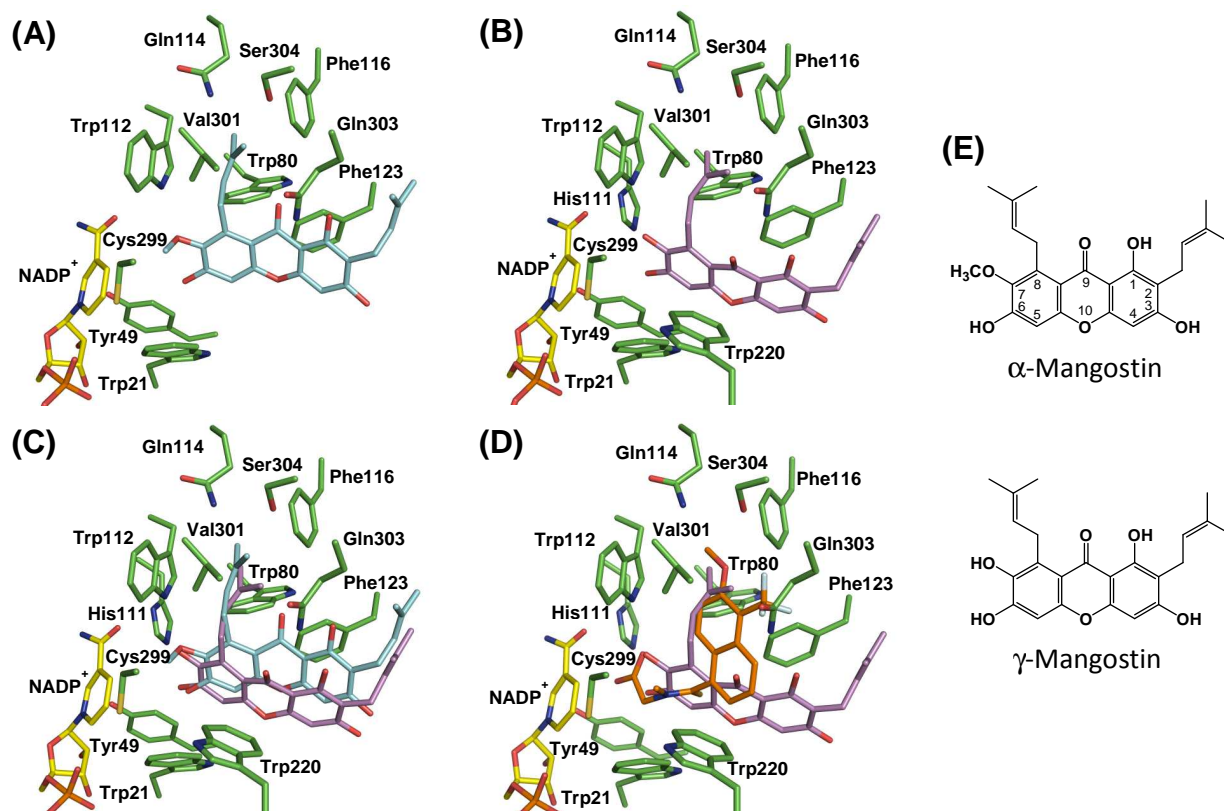 (A)
Gln114
Ser304
Phe116
Trp112
Val301
Gln303
Trp80
Phe123
Cys299
NADP+
Tyr49
Trp21
(B)
Gln114
Ser304
Phe116
Trp112
Val301
Gln303
Trp80
Phe123
His111
Cys299
NADP+
Tyr49
Trp220
Trp21
(C)
Gln114
Ser304
Phe116
Trp112
Val301
Gln303
Trp80
Phe123
His111
Cys299
NADP+
Tyr49
Trp220
Trp21
(D)
Gln114
Ser304
Phe116
Trp112
Val301
Trp80
Gln303
Phe123
His111
Cys299
NADP+
Tyr49
Trp220
Trp21
(E)
O OH
H₃CO 8 9 1 2
7
6 5 10 4 3
HO O OH
α-Mangostin
O OH
HO
HO O OH
γ-Mangostin